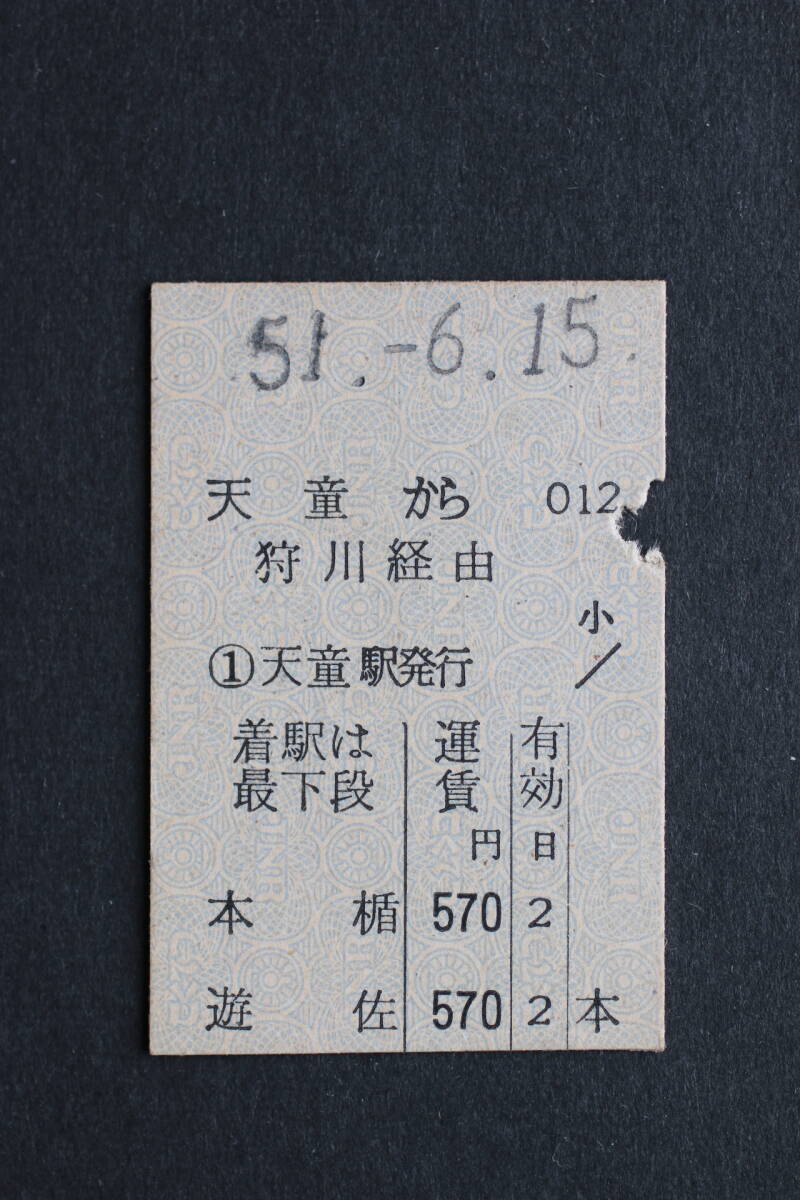 51.-6.15.
天童から 012
狩川経由
小
①天童駅発行 /
着駅は 運 有
最下段 賃 効
円 日
本楯 570 2
遊佐 570 2 本